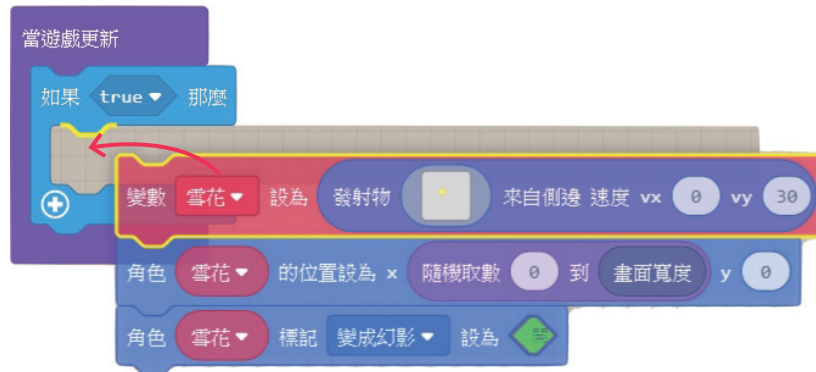 當遊戲更新
如果 true 那麼
變數 雪花 設為 發射物 來自側邊 速度 vx 0 vy 30
角色 雪花 的位置設為 x 隨機取數 0 到 畫面寬度 y 0
角色 雪花 標記 變成幻影 設為 開